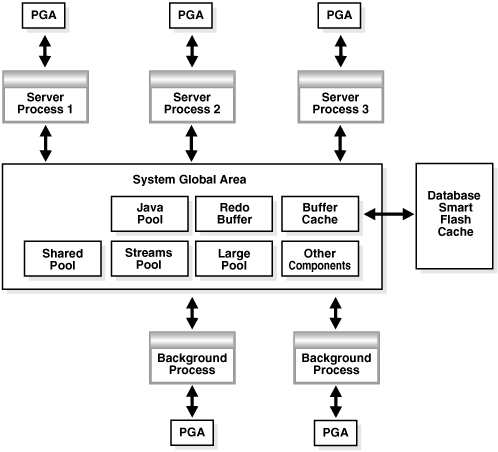 PGA
PGA
PGA
Server
Process 1
Server
Process 2
Server
Process 3
System Global Area
Java
Pool
Redo
Buffer
Buffer
Cache
Database
Smart
Flash
Cache
Shared
Pool
Streams
Pool
Large
Pool
Other
Components
Background
Process
Background
Process
PGA
PGA